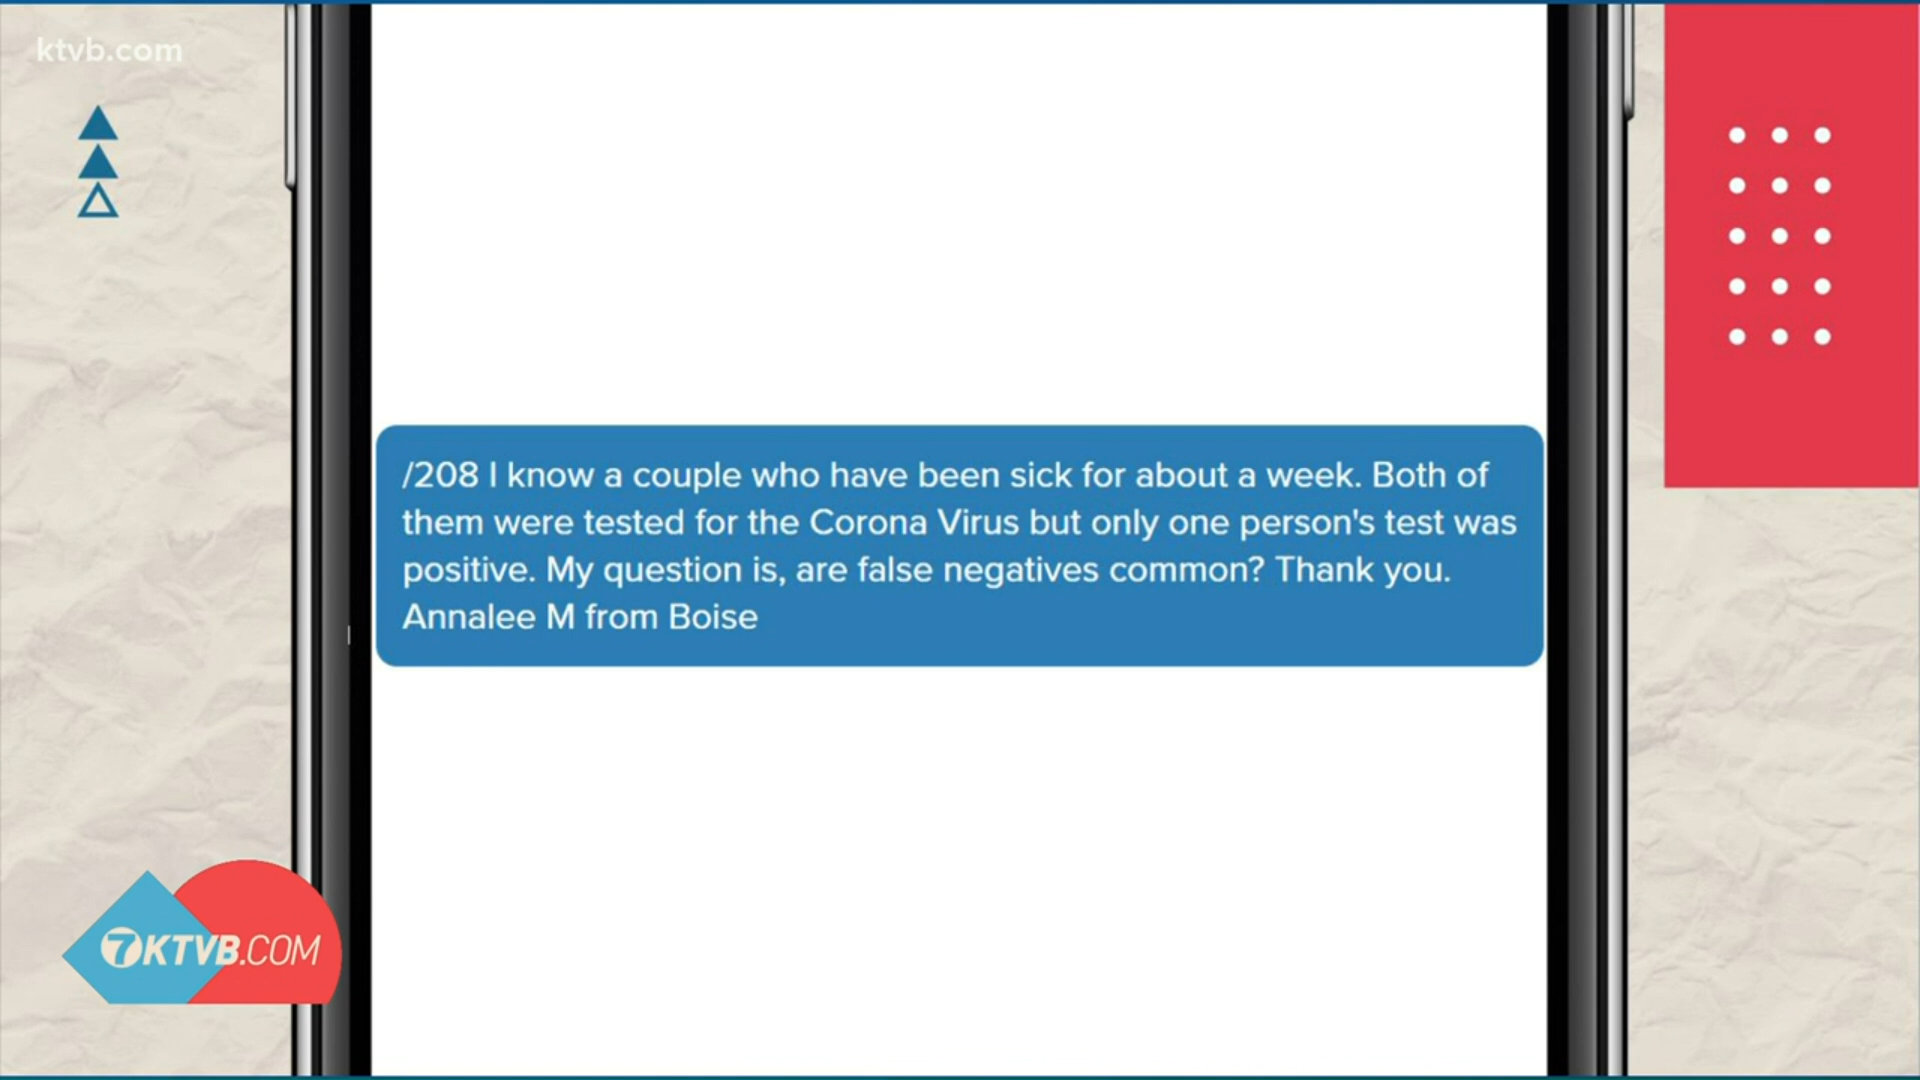 ktvb.com
/208 I know a couple who have been sick for about a week. Both of
them were tested for the Corona Virus but only one person's test was
positive. My question is, are false negatives common? Thank you.
Annalee M from Boise
7KTVB.COM